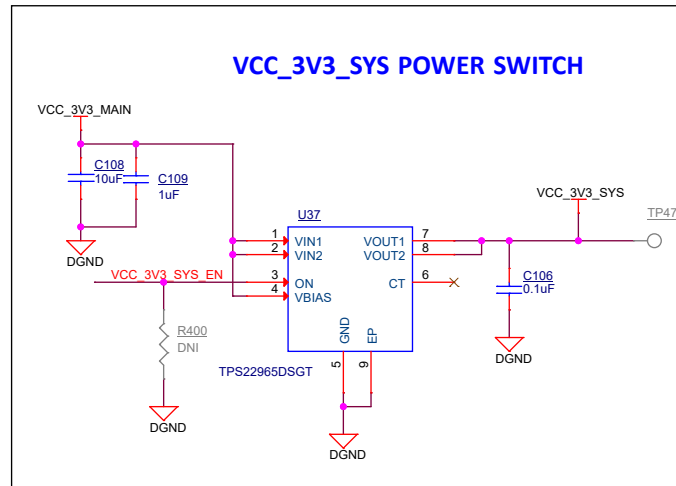 VCC_3V3_SYS POWER SWITCH
VCC_3V3_MAIN
C108
10uF
C109
1uF
DGND
U37
1 VIN1 VOUT1 7
2 VIN2 VOUT2 8
VCC_3V3_SYS
TP47
VCC_3V3_SYS_EN
3 ON CT 6
4 VBIAS
C106
0.1uF
GND EP
R400
DNI
TPS22965DSGT
5 9
DGND
DGND
DGND